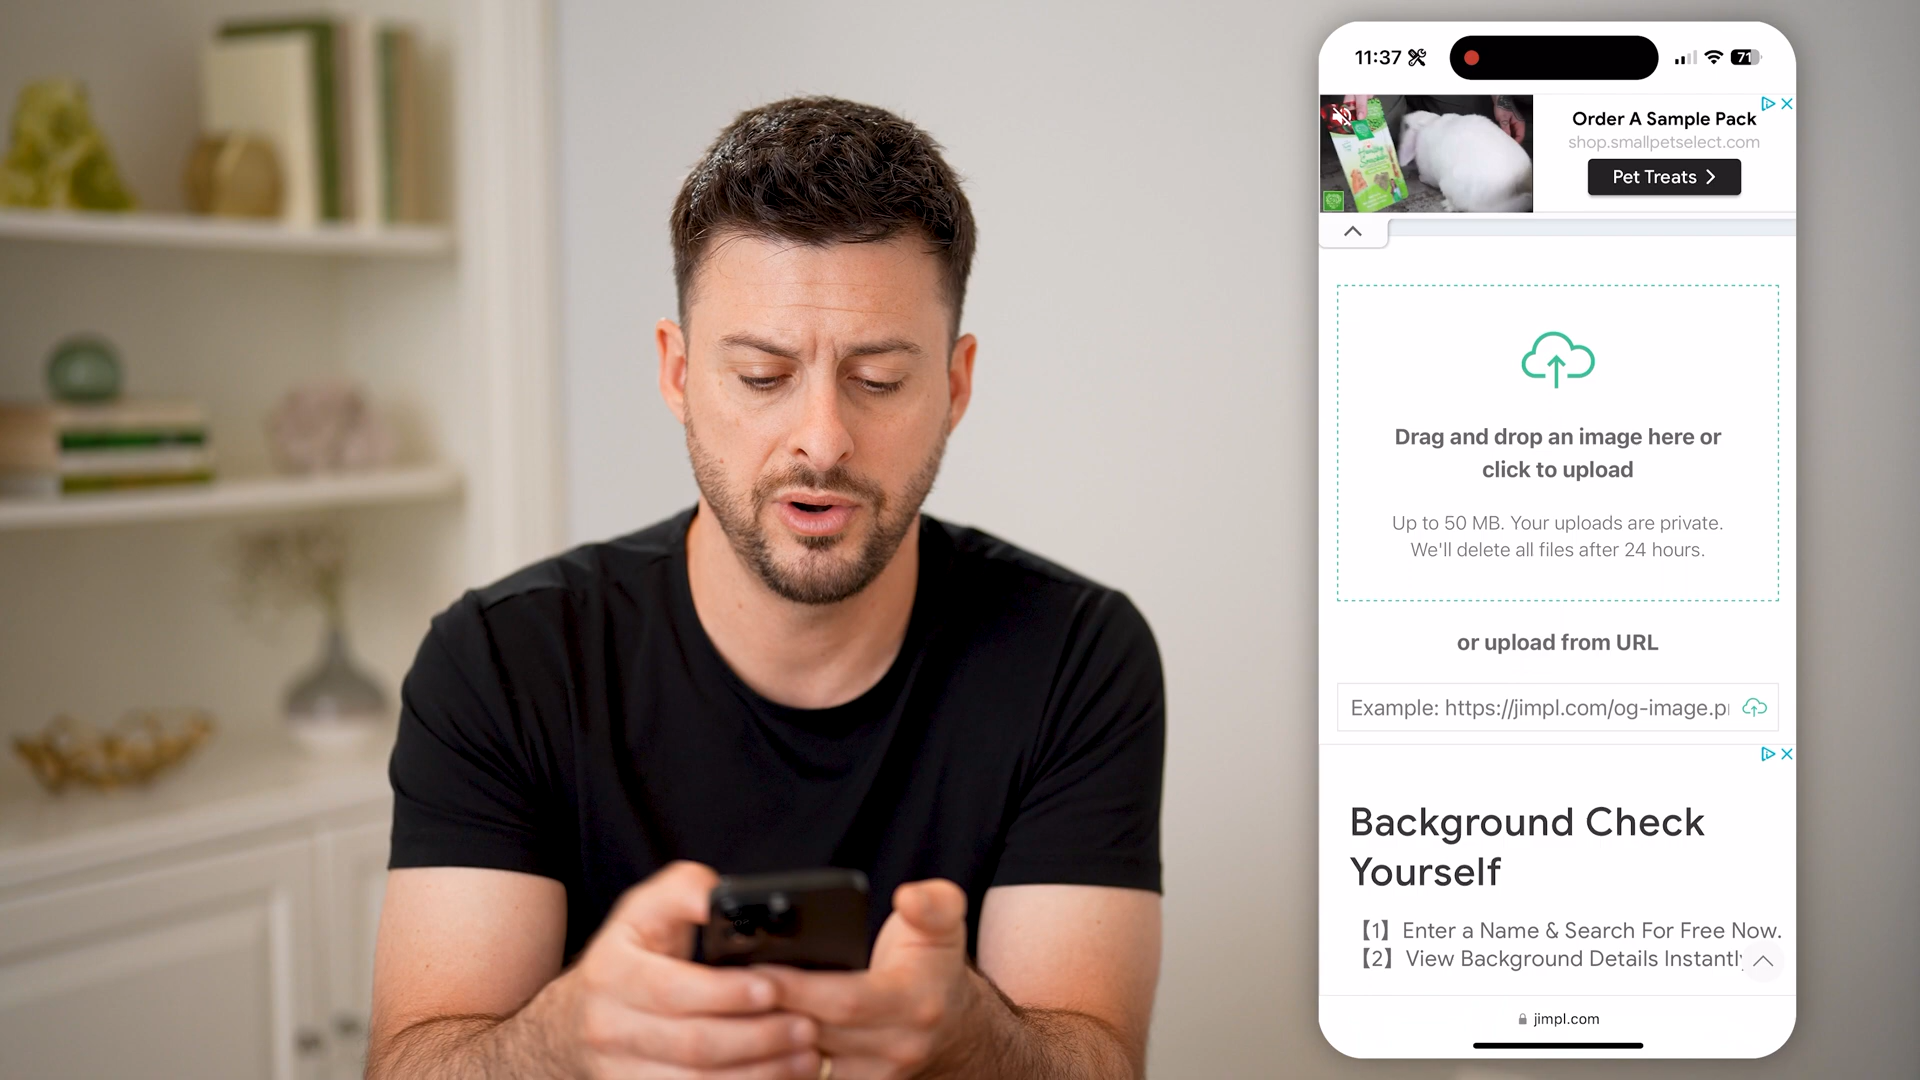 11:37
71
Order A Sample Pack
shop.smallpetselect.com
Pet Treats
Drag and drop an image here or
click to upload
Up to 50 MB. Your uploads are private.
We'll delete all files after 24 hours.
or upload from URL
Example: https://jimpl.com/og-image.p
Background Check
Yourself
【1】 Enter a Name & Search For Free Now.
【2】 View Background Details Instantly
jimpl.com